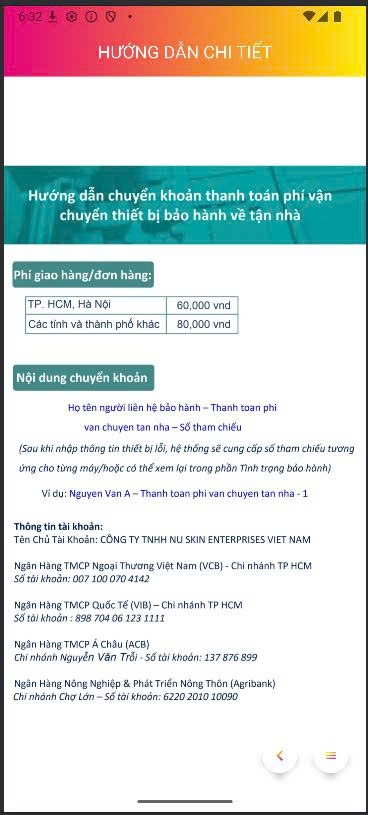 6:32
HƯỚNG DẪN CHI TIẾT
Hướng dẫn chuyển khoản thanh toán phí vận
chuyển thiết bị bảo hành về tận nhà
Phí giao hàng/đơn hàng:
TP. HCM, Hà Nội 60,000 vnd
Các tỉnh và thành phố khác 80,000 vnd
Nội dung chuyển khoản
Họ tên người liên hệ bảo hành – Thanh toan phi
van chuyen tan nha – Số tham chiếu
(Sau khi nhập thông tin thiết bị lỗi, hệ thống sẽ cung cấp số tham chiếu tương
ứng cho từng máy/hoặc có thể xem lại trong phần Tình trạng bảo hành)
Ví dụ: Nguyen Van A – Thanh toan phi van chuyen tan nha - 1
Thông tin tài khoản:
Tên Chủ Tài Khoản: CÔNG TY TNHH NU SKIN ENTERPRISES VIET NAM
Ngân Hàng TMCP Ngoại Thương Việt Nam (VCB) - Chi nhánh TP HCM
Số tài khoản: 007 100 070 4142
Ngân Hàng TMCP Quốc Tế (VIB) – Chi nhánh TP HCM
Số tài khoản : 898 704 06 123 1111
Ngân Hàng TMCP Á Châu (ACB)
Chi nhánh Nguyễn Văn Trỗi - Số tài khoản: 137 876 899
Ngân Hàng Nông Nghiệp & Phát Triển Nông Thôn (Agribank)
Chi nhánh Chợ Lớn – Số tài khoản: 6220 2010 10090